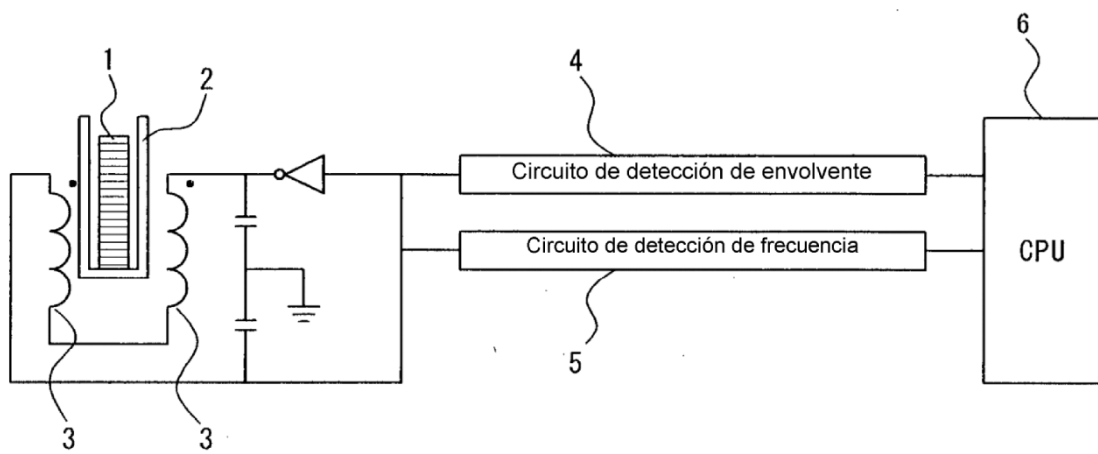 6
1
2
4
Circuito de detección de envolvente
Circuito de detección de frecuencia
CPU
5
3
3